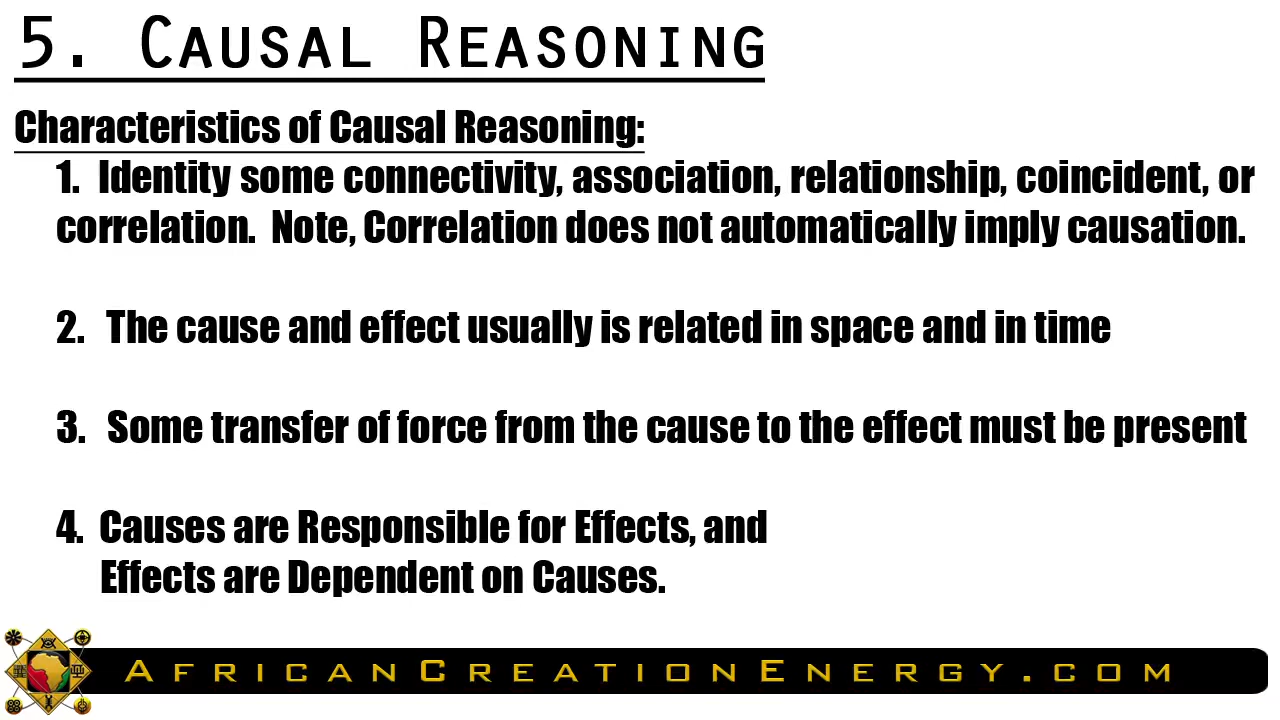 5. Causal Reasoning
Characteristics of Causal Reasoning:
1. Identity some connectivity, association, relationship, coincident, or
correlation. Note, Correlation does not automatically imply causation.
2. The cause and effect usually is related in space and in time
3. Some transfer of force from the cause to the effect must be present
4. Causes are Responsible for Effects, and
Effects are Dependent on Causes.
AfricanCreationEnergy.com